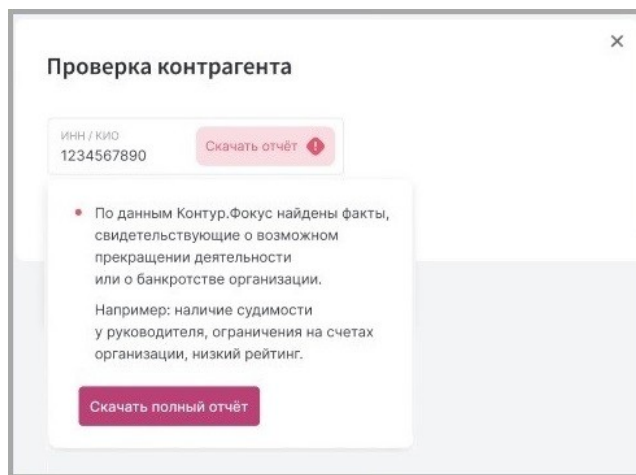 Проверка контрагента
ИНН / КИО
1234567890
Скачать отчёт
По данным Контур.Фокус найдены факты,
свидетельствующие о возможном
прекращении деятельности
или о банкротстве организации.
Например: наличие судимости
у руководителя, ограничения на счетах
организации, низкий рейтинг.
Скачать полный отчёт